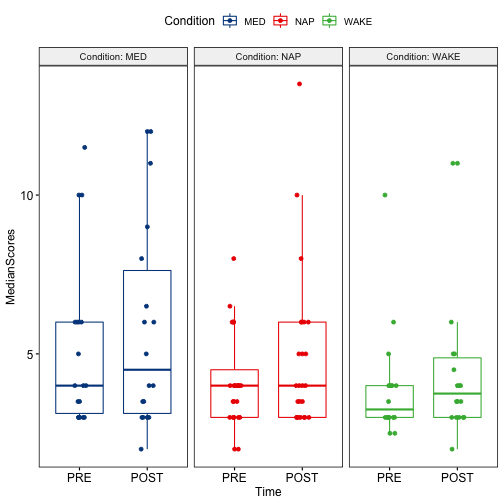 Condition MED NAP WAKE
Condition: MED Condition: NAP Condition: WAKE
10
5
MedianScores
PRE POST PRE POST PRE POST
Time